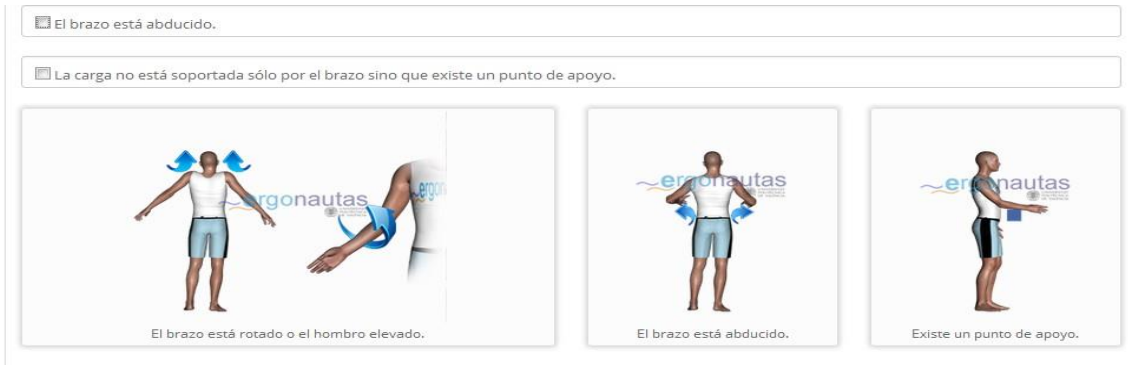 El brazo está abducido.
La carga no está soportada sólo por el brazo sino que existe un punto de apoyo.
ergonautas
ergon
ergonautas
ergonautas
El brazo está rotado o el hombro elevado.
El brazo está abducido.
Existe un punto de apoyo.